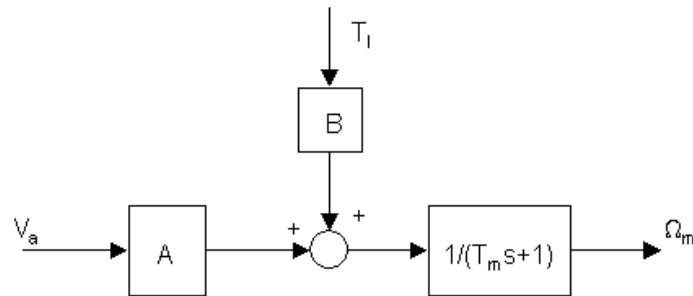 T_l
B
+
+
V_a
A
1/(T_m s+1)
Ω_m